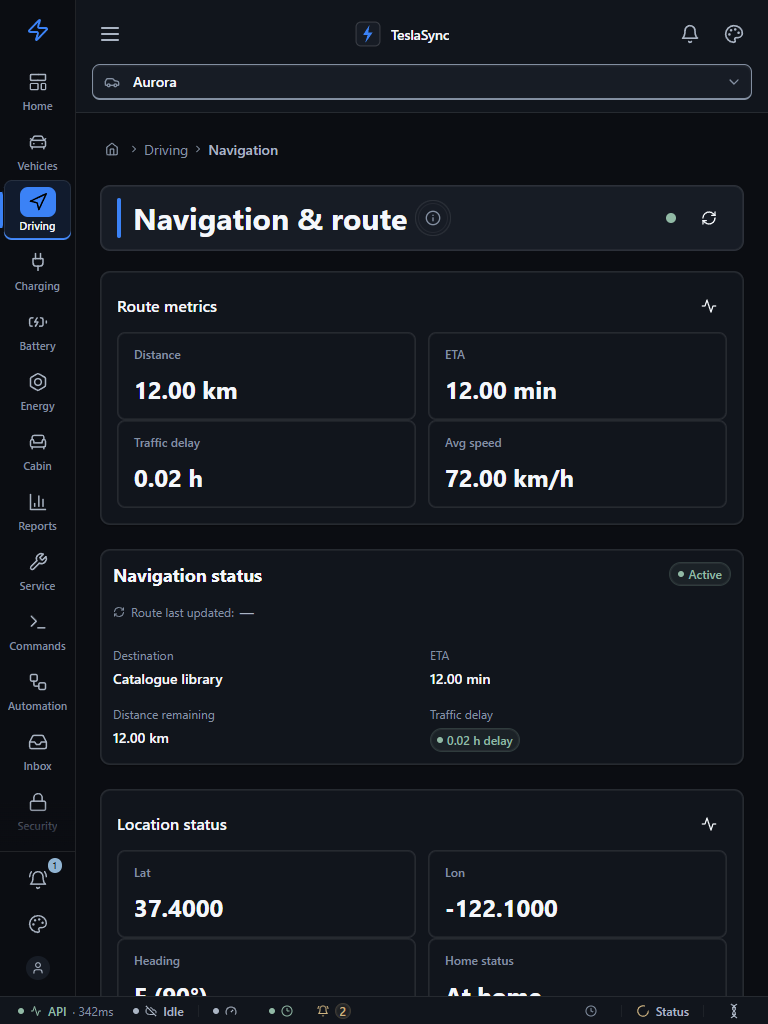 TeslaSync
Aurora
Home
Vehicles
Driving
Charging
Battery
Energy
Cabin
Reports
Service
Commands
Automation
Inbox
Security
1
Driving > Navigation
Navigation & route
Route metrics
Distance
12.00 km
ETA
12.00 min
Traffic delay
0.02 h
Avg speed
72.00 km/h
Navigation status
Active
Route last updated: —
Destination
Catalogue library
ETA
12.00 min
Distance remaining
12.00 km
Traffic delay
0.02 h delay
Location status
Lat
37.4000
Lon
-122.1000
Heading
E (90°)
Home status
At home
API · 342ms
Idle
2
Status